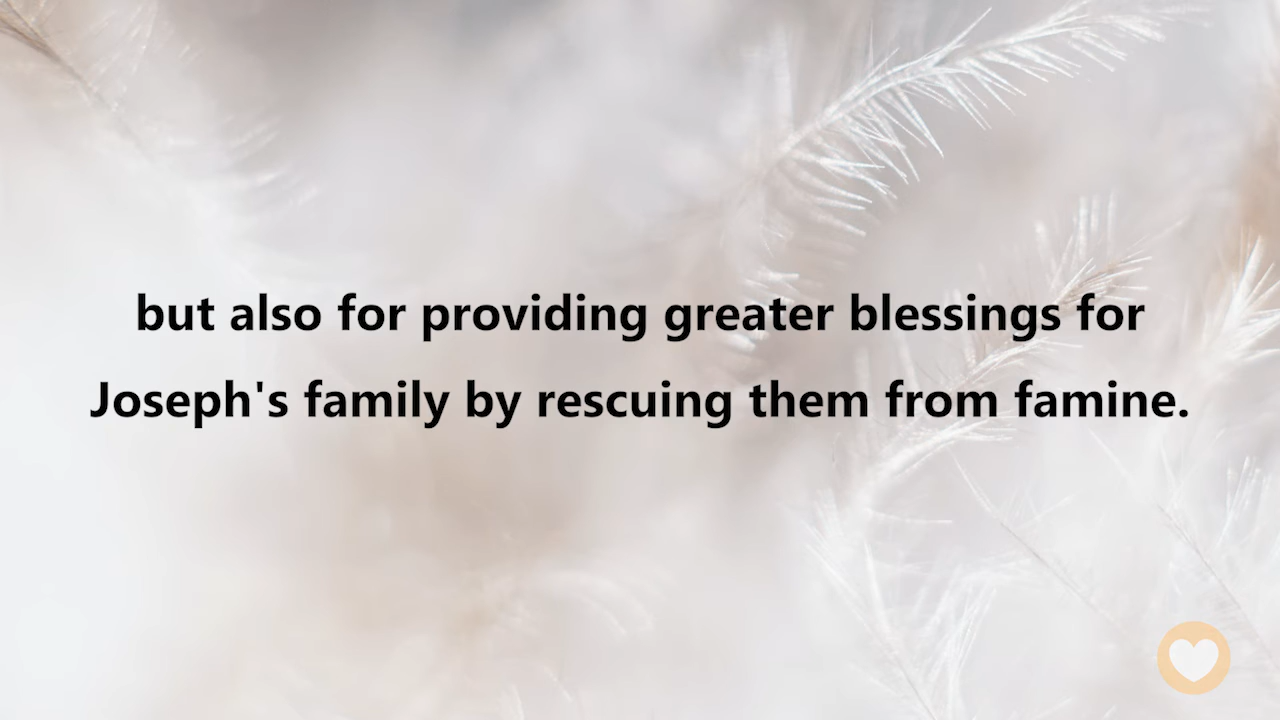 but also for providing greater blessings for
Joseph's family by rescuing them from famine.